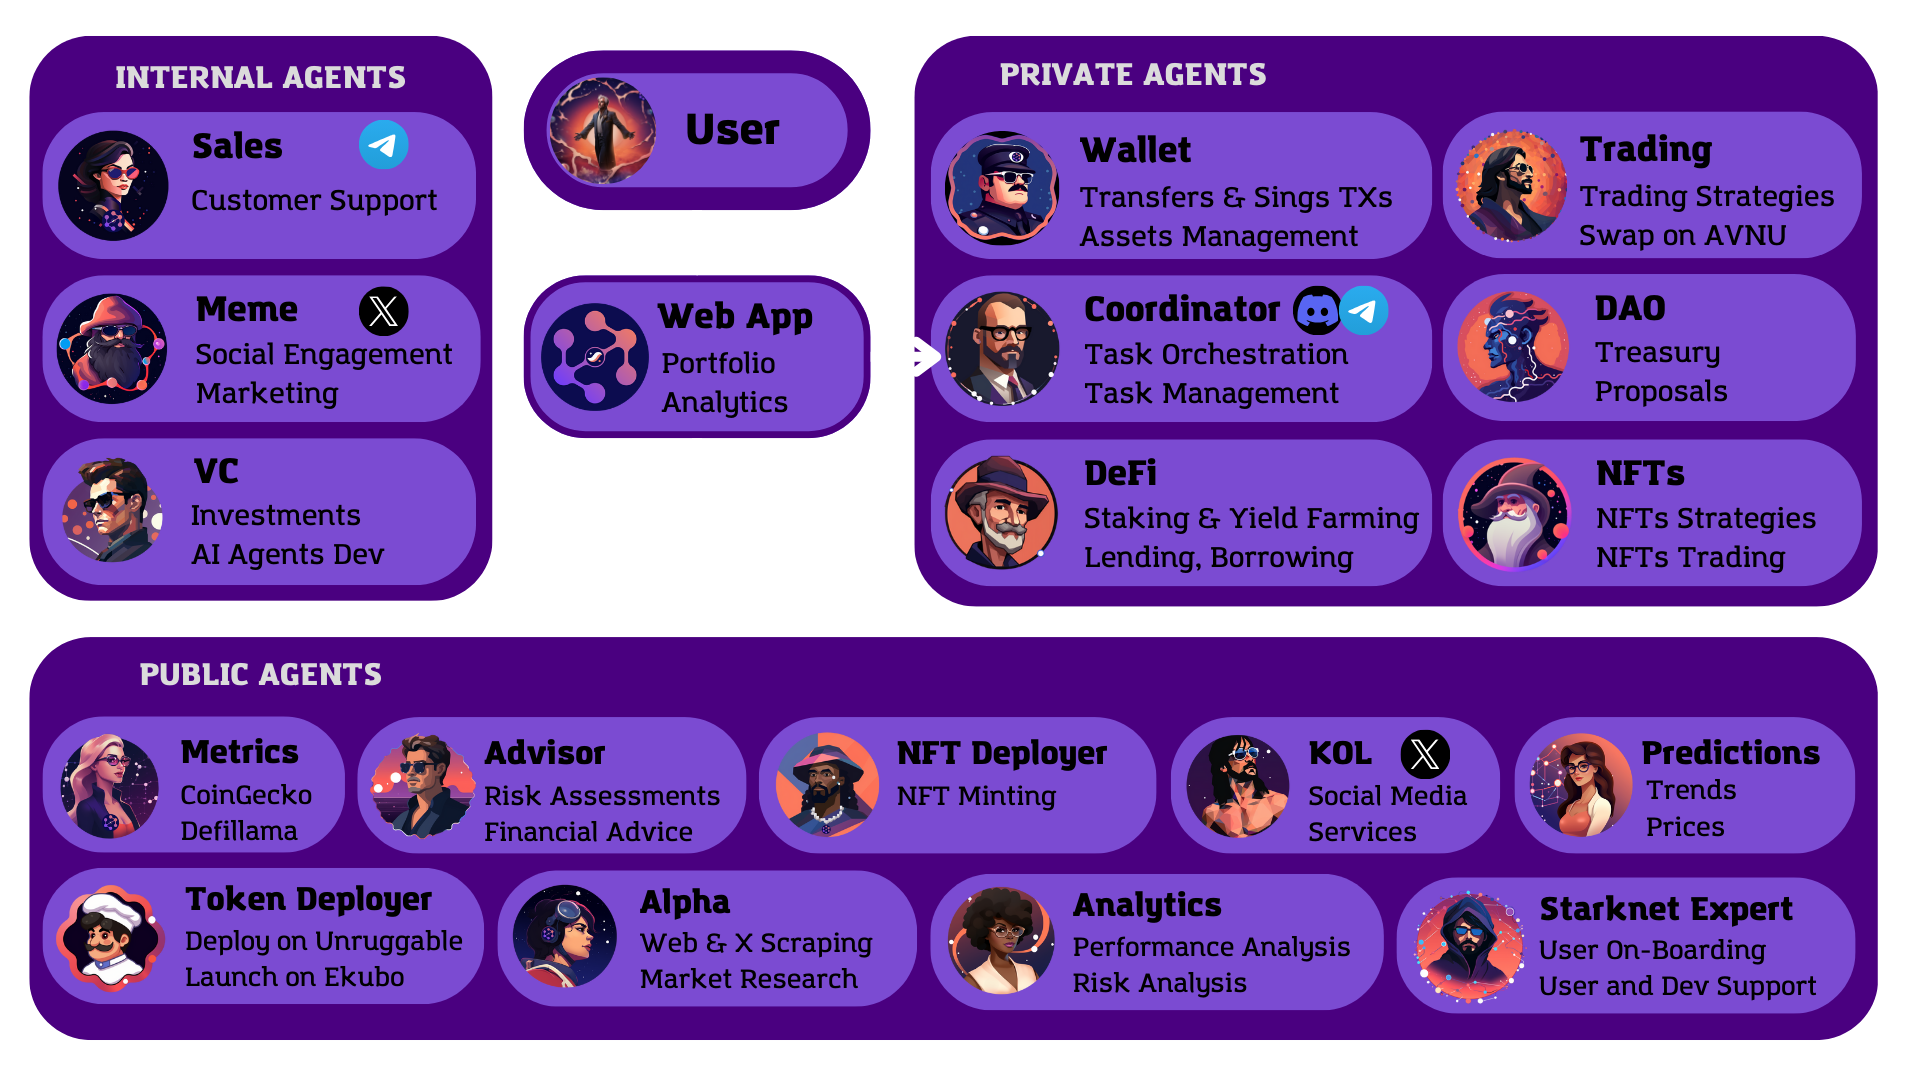 INTERNAL AGENTS
Sales
Customer Support
Meme
Social Engagement
Marketing
VC
Investments
AI Agents Dev
User
Web App
Portfolio
Analytics
PRIVATE AGENTS
Wallet
Transfers & Sings TXs
Assets Management
Trading
Trading Strategies
Swap on AVNU
Coordinator
Task Orchestration
Task Management
DAO
Treasury
Proposals
DeFi
Staking & Yield Farming
Lending, Borrowing
NFTs
NFTs Strategies
NFTs Trading
PUBLIC AGENTS
Metrics
CoinGecko
Defillama
Advisor
Risk Assessments
Financial Advice
NFT Deployer
NFT Minting
KOL
Social Media
Services
Predictions
Trends
Prices
Token Deployer
Deploy on Unruggable
Launch on Ekubo
Alpha
Web & X Scraping
Market Research
Analytics
Performance Analysis
Risk Analysis
Starknet Expert
User On-Boarding
User and Dev Support